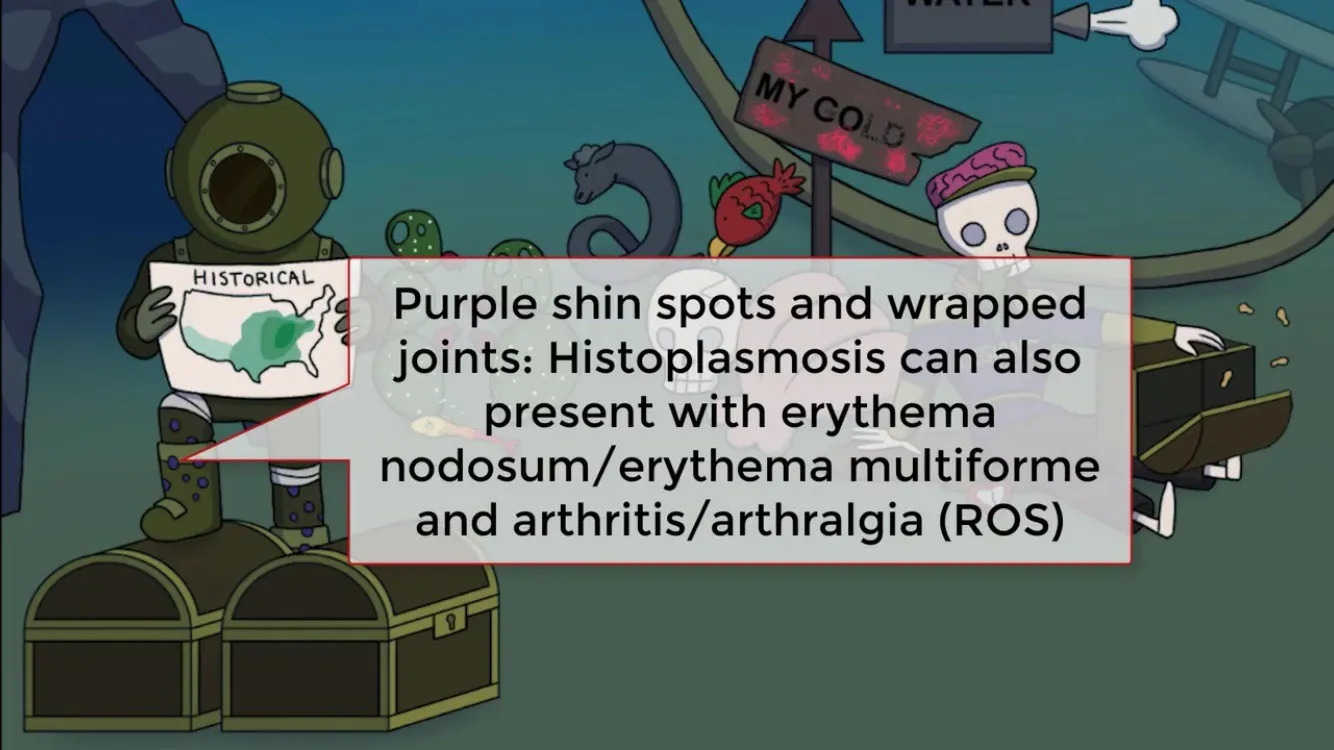 WATER
MY COLD
HISTORICAL
Purple shin spots and wrapped
joints: Histoplasmosis can also
present with erythema
nodosum/erythema multiforme
and arthritis/arthralgia (ROS)